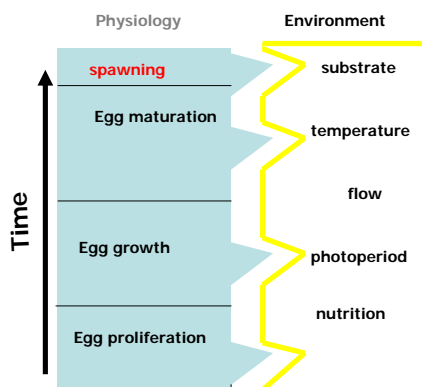 Physiology
Environment
spawning
substrate
Egg maturation
temperature
flow
Egg growth
photoperiod
nutrition
Egg proliferation
Time